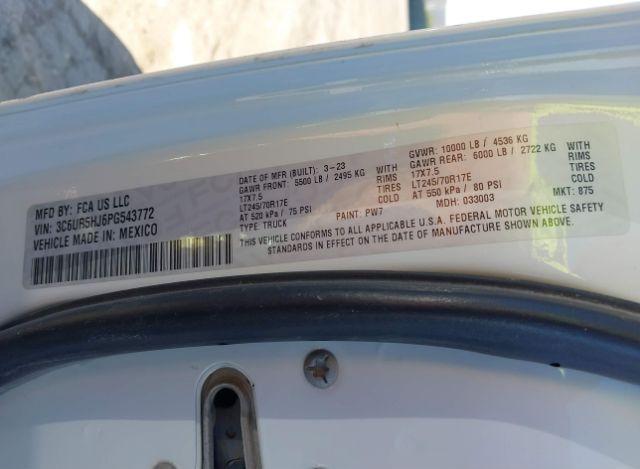 MFD BY: FCA US LLC
VIN: 3C6UR5HJ6PG543772
VEHICLE MADE IN: MEXICO
DATE OF MFR (BUILT): 3-23
GAWR FRONT: 5500 LB / 2495 KG WITH
17X7.5 RIMS
LT245/70R17E TIRES
AT 520 kPa / 75 PSI COLD
TYPE: TRUCK PAINT: PW7
GVWR: 10000 LB / 4536 KG
GAWR REAR: 6000 LB / 2722 KG WITH
17X7.5 RIMS
LT245/70R17E TIRES
AT 550 kPa / 80 PSI COLD
MDH: 033003 MKT: 875
THIS VEHICLE CONFORMS TO ALL APPLICABLE U.S.A. FEDERAL MOTOR VEHICLE SAFETY
STANDARDS IN EFFECT ON THE DATE OF MANUFACTURE SHOWN ABOVE.